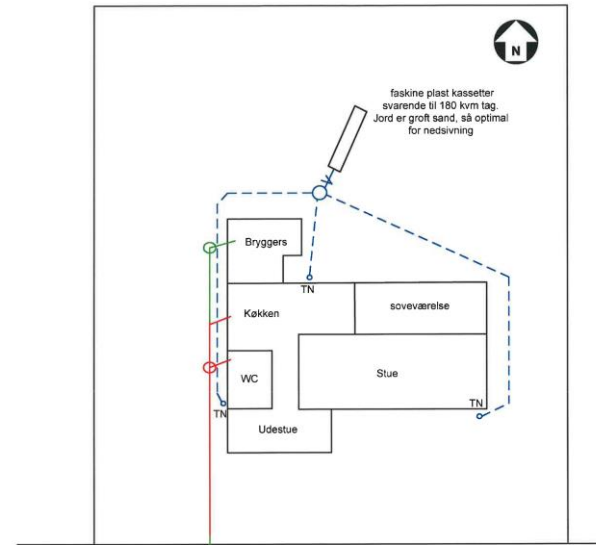 N
faskine plast kassetter
svarende til 180 kvm tag.
Jord er groft sand, så optimal
for nedsivning
Bryggers
TN
Køkken
soveværelse
WC
Stue
TN
TN
Udestue